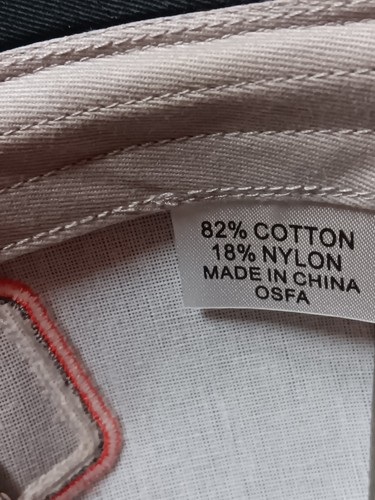 82% COTTON
18% NYLON
MADE IN CHINA
OSFA